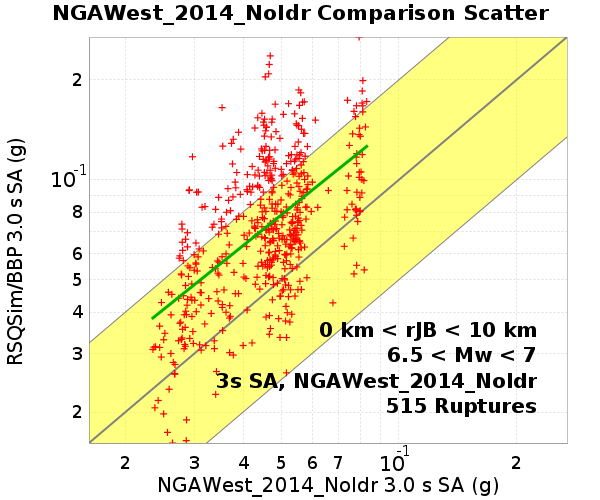 NGAWest_2014_NoIdr Comparison Scatter
RSQSim/BBP 3.0 s SA (g)
2
10⁻¹
8
6
5
4
3
2
0 km < rJB < 10 km
6.5 < Mw < 7
3s SA, NGAWest_2014_NoIdr
515 Ruptures
2 3 4 5 6 7 10⁻¹ 2
NGAWest_2014_NoIdr 3.0 s SA (g)